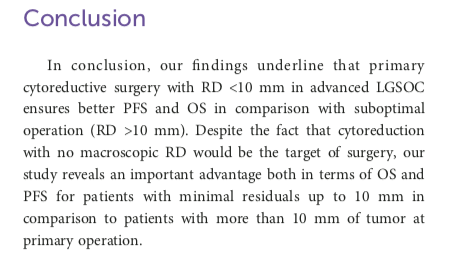 Conclusion
In conclusion, our findings underline that primary
cytoreductive surgery with RD <10 mm in advanced LGSOC
ensures better PFS and OS in comparison with suboptimal
operation (RD >10 mm). Despite the fact that cytoreduction
with no macroscopic RD would be the target of surgery, our
study reveals an important advantage both in terms of OS and
PFS for patients with minimal residuals up to 10 mm in
comparison to patients with more than 10 mm of tumor at
primary operation.